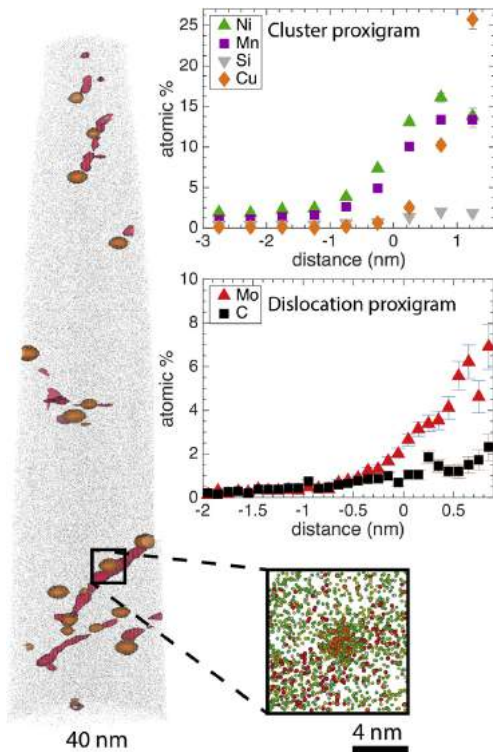 Ni
Mn
Si
Cu
Cluster proxigram
atomic %
25
20
15
10
5
0
-3 -2 -1 0 1
distance (nm)
Mo
C
Dislocation proxigram
atomic %
10
8
6
4
2
0
-2 -1.5 -1 -0.5 0 0.5
distance (nm)
40 nm
4 nm